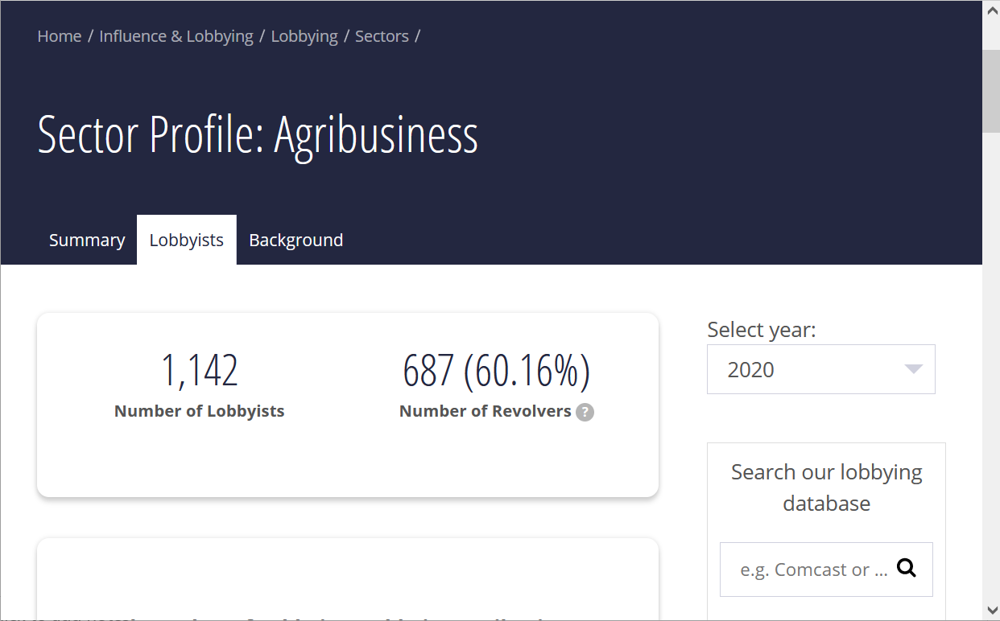 Home / Influence & Lobbying / Lobbying / Sectors /
Sector Profile: Agribusiness
Summary Lobbyists Background
1,142
Number of Lobbyists
687 (60.16%)
Number of Revolvers ?
Select year:
2020
Search our lobbying
database
e.g. Comcast or ...